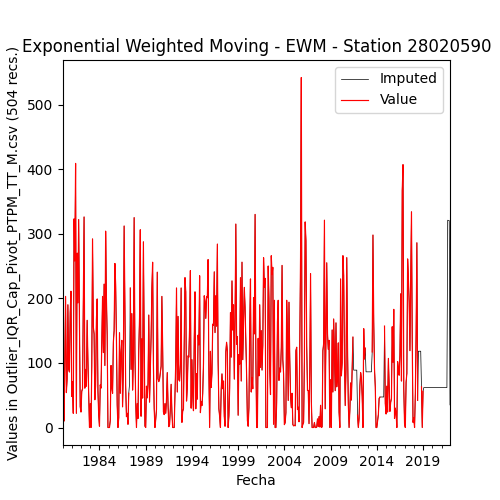 Exponential Weighted Moving - EWM - Station 28020590
Imputed
Value
Values in Outlier_IQR_Cap_Pivot_PTPM_TT_M.csv (504 recs.)
500
400
300
200
100
0
1984 1989 1994 1999 2004 2009 2014 2019
Fecha